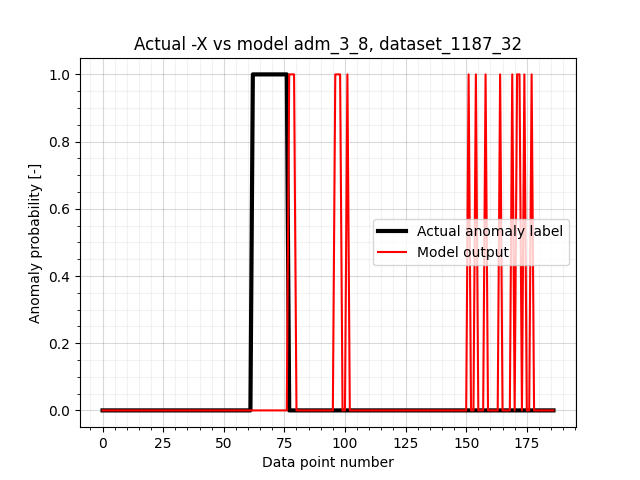 Actual -X vs model adm_3_8, dataset_1187_32
Anomaly probability [-]
1.0
0.8
0.6
0.4
0.2
0.0
Actual anomaly label
Model output
0 25 50 75 100 125 150 175
Data point number